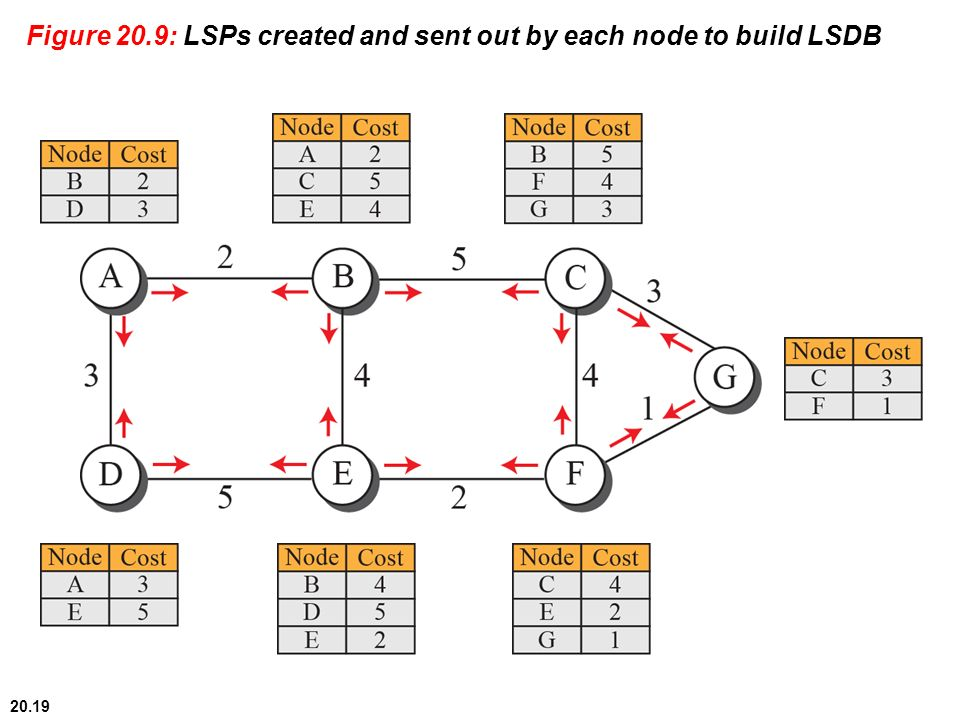 Figure 20.9: LSPs created and sent out by each node to build LSDB
Node Cost
B 2
D 3
Node Cost
A 2
C 5
E 4
Node Cost
B 5
F 4
G 3
A 2 B 5 C 3
3 4 4 G
1
D 5 E 2 F
Node Cost
C 3
F 1
Node Cost
A 3
E 5
Node Cost
B 4
D 5
E 2
Node Cost
C 4
E 2
G 1
20.19